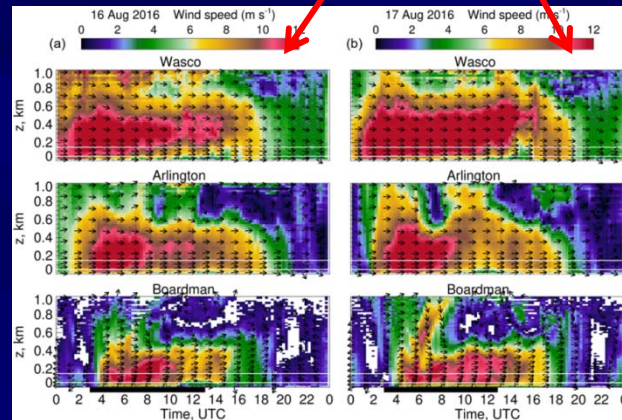 16 Aug 2016 Wind speed (m s⁻¹)
0 2 4 6 8 10 12
17 Aug 2016 Wind speed (m s⁻¹)
0 2 4 6 8 10 12
(a) Wasco
(b) Wasco
z, km
1.0
0.8
0.6
0.4
0.2
0
Arlington
Arlington
z, km
1.0
0.8
0.6
0.4
0.2
0
Boardman
Boardman
z, km
1.0
0.8
0.6
0.4
0.2
0
0 2 4 6 8 10 12 14 16 18 20 22 0
0 2 4 6 8 10 12 14 16 18 20 22 0
Time, UTC
Time, UTC